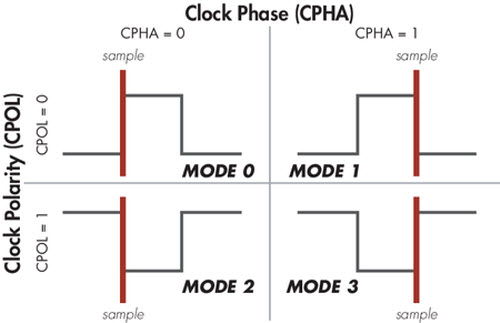 Clock Phase (CPHA)
CPHA = 0
CPHA = 1
sample
sample
Clock Polarity (CPOL)
CPOL = 0
MODE 0
MODE 1
CPOL = 1
MODE 2
MODE 3
sample
sample